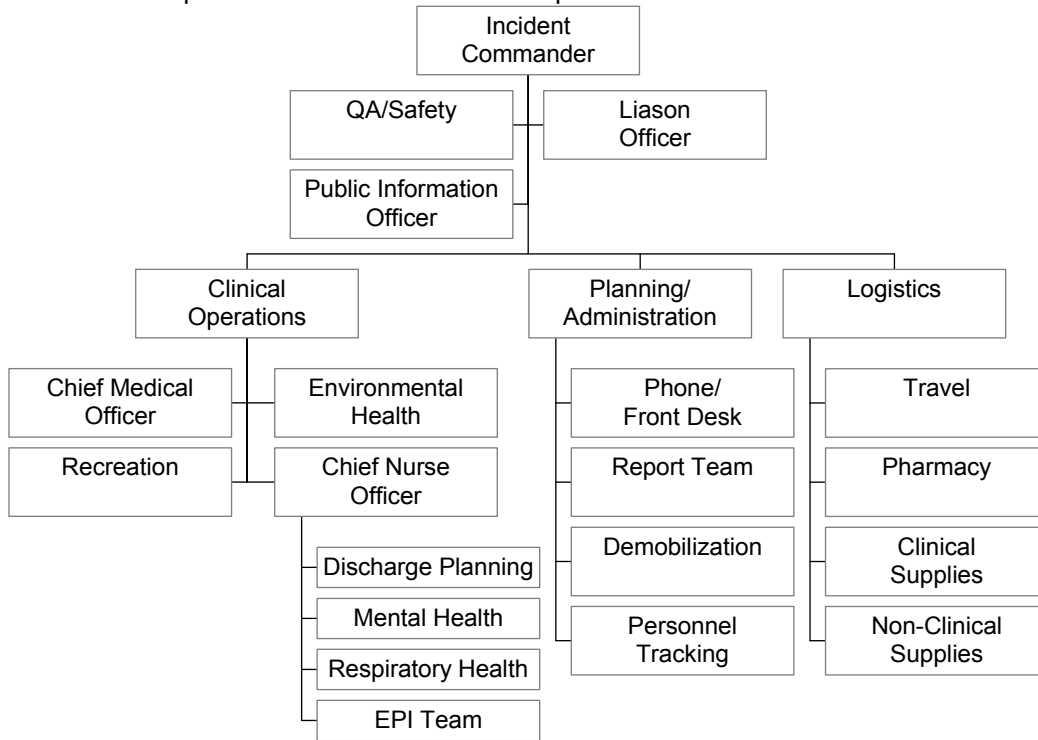 Incident
Commander
QA/Safety
Liason
Officer
Public Information
Officer
Clinical
Operations
Planning/
Administration
Logistics
Chief Medical
Officer
Environmental
Health
Phone/
Front Desk
Travel
Recreation
Chief Nurse
Officer
Report Team
Pharmacy
Discharge Planning
Demobilization
Clinical
Supplies
Mental Health
Personnel
Tracking
Non-Clinical
Supplies
Respiratory Health
EPI Team